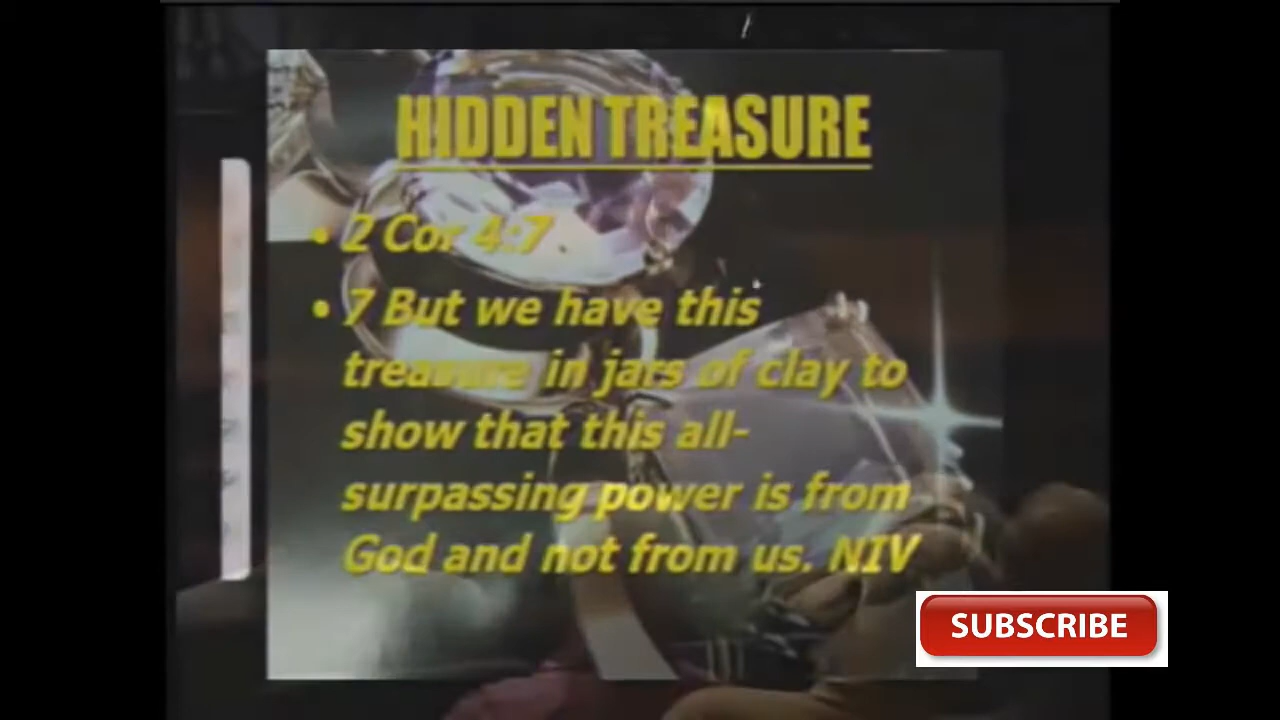 HIDDEN TREASURE
• 2 Cor 4:7
• 7 But we have this
treasure in jars of clay to
show that this all-
surpassing power is from
God and not from us. NIV
SUBSCRIBE